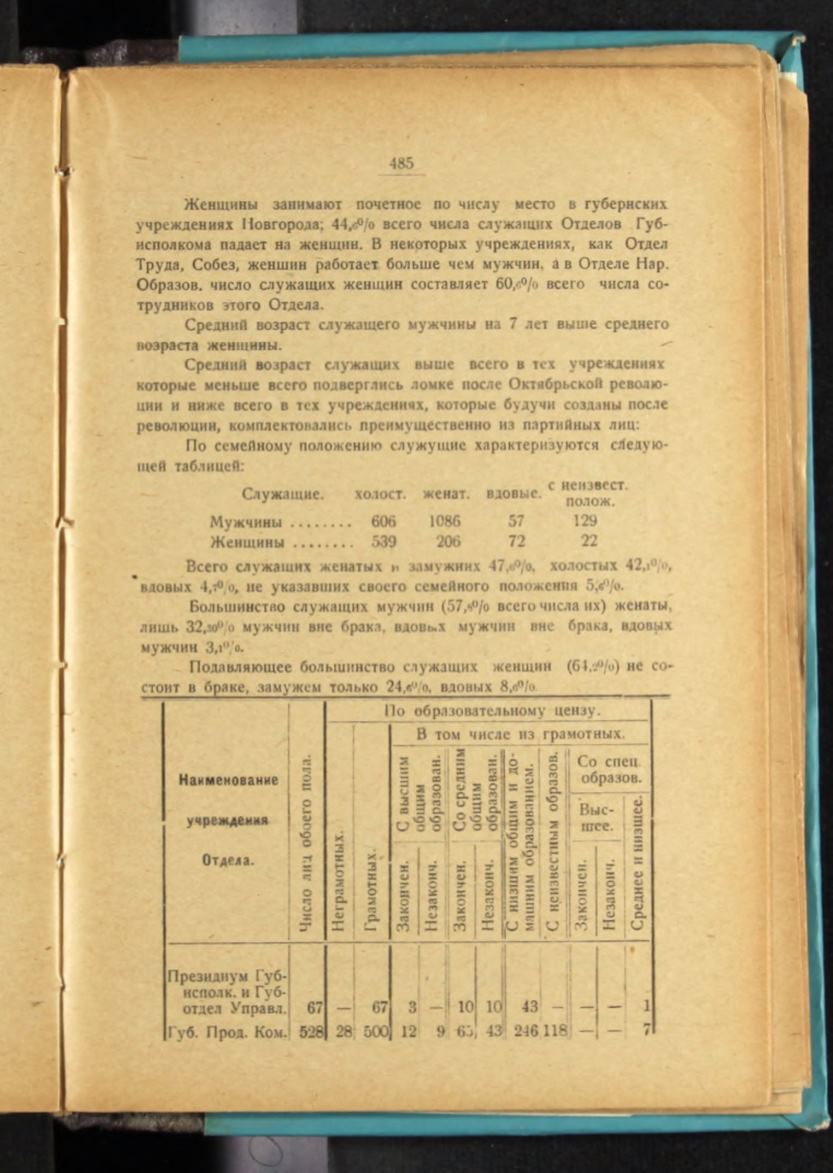 485
Женщины занимают почетное по числу место в губернских
учреждениях Новгорода; 44,6% всего числа служащих Отделов Губ-
исполкома падает на женщин. В некоторых учреждениях, как Отдел
Труда, Собез, женшин работает больше чем мужчин, а в Отделе Нар.
Образов. число служащих женщин составляет 60,6% всего числа со-
трудников этого Отдела.
Средний возраст служащего мужчины на 7 лет выше среднего
возраста женщины.
Средний возраст служащих выше всего в тех учреждениях
которые меньше всего подверглись ломке после Октябрьской револю-
ции и ниже всего в тех учреждениях, которые будучи созданы после
революции, комплектовались преимущественно из партийных лиц:
По семейному положению служущие характеризуются следую-
щей таблицей:
Служащие. холост. женат. вдовые. с неизвест. полож.
Мужчины ........ 606 1086 57 129
Женщины ........ 539 206 72 22
Всего служащих женатых и замужних 47,6%, холостых 42,1%,
вдовых 4,7%, не указавших своего семейного положения 5,6%.
Большинство служащих мужчин (57,8% всего числа их) женаты,
лишь 32,30% мужчин вне брака, вдовых мужчин вне брака, вдовых
мужчин 3,1%.
Подавляющее большинство служащих женщин (64,2%) не со-
стоит в браке, замужем только 24,6%, вдовых 8,6%
Наименование
учреждения
Отдела.
Число лиц обоего пола.
По образовательному цензу.
Неграмотных.
Грамотных.
В том числе из грамотных.
С высшим общим образован.
Закончен.
Незаконч.
Со средним общим образован.
Закончен.
Незаконч.
С низшим общим и до-
машним образованием.
С неизвестным образов.
Со спец.
образов.
Выс-
шее.
Закончен.
Незаконч.
Среднее и низшее.
Президиум Губ-
исполк. и Губ-
отдел Управл. 67 — 67 3 — 10 10 43 — — — 1
Губ. Прод. Ком. 528 28 500 12 9 65 43 246 118 — — 7